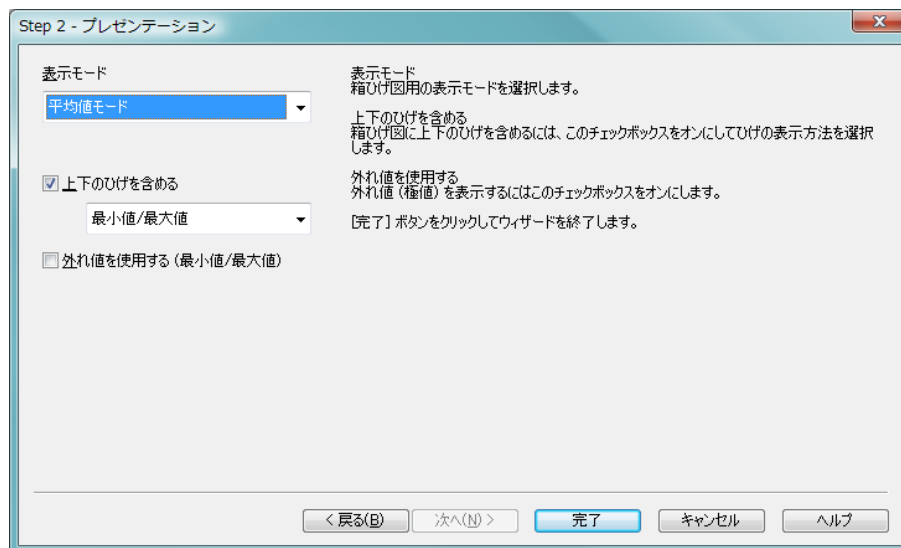 Step 2 - プレゼンテーション
表示モード
平均値モード
上下のひげを含める
最小値/最大値
外れ値を使用する (最小値/最大値)
表示モード
箱ひげ図用の表示モードを選択します。
上下のひげを含める
箱ひげ図に上下のひげを含めるには、このチェックボックスをオンにしてひげの表示方法を選択
します。
外れ値を使用する
外れ値 (極値) を表示するにはこのチェックボックスをオンにします。
[完了] ボタンをクリックしてウィザードを終了します。
< 戻る(B)
次へ(N) >
完了
キャンセル
ヘルプ